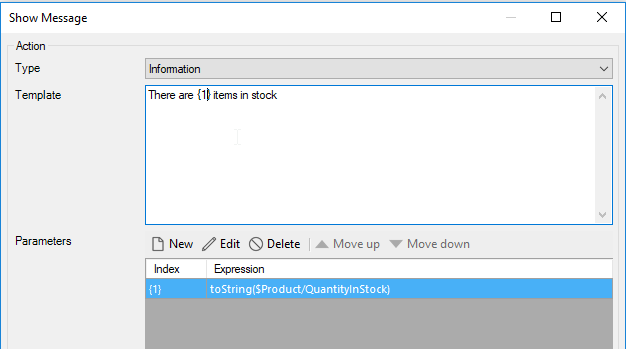 Show Message
Action
Type
Information
Template
There are {1} items in stock
Parameters
New Edit Delete Move up Move down
Index Expression
{1} toString($Product/QuantityInStock)